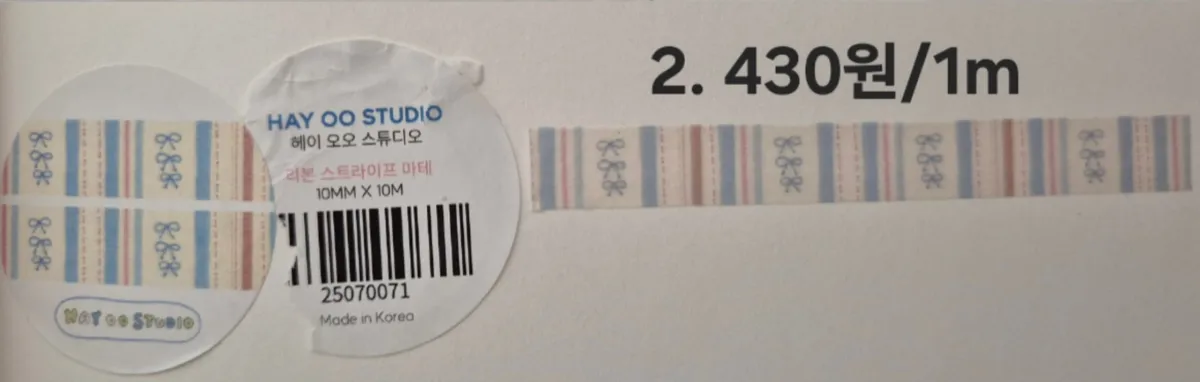 2. 430원/1m
HAY OO STUDIO
헤이 오오 스튜디오
리본 스트라이프 마테
10MM X 10M
25070071
Made in Korea
HAY OO STUDIO